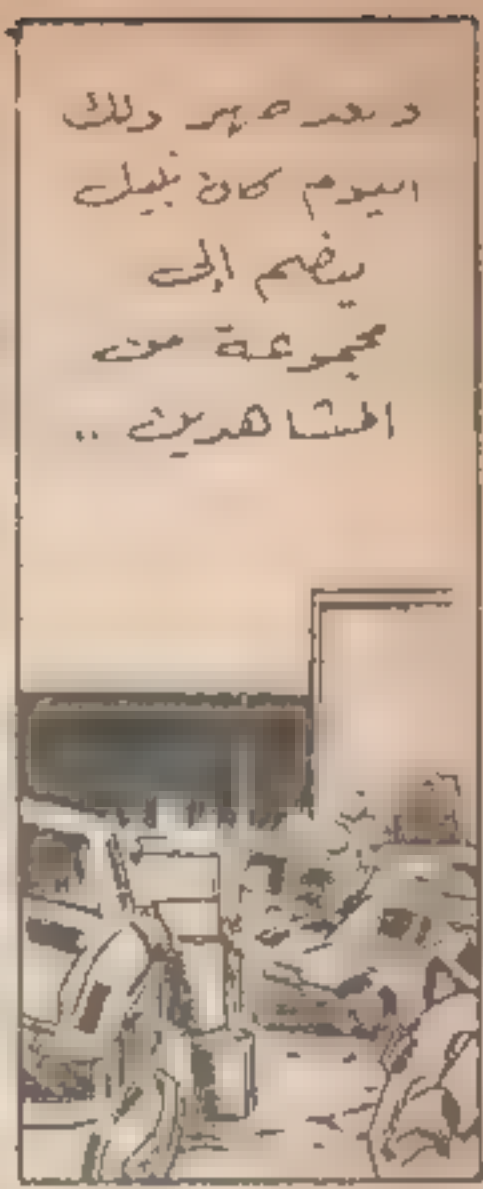 وبعد ظهر ذلك
اليوم كان نبيل
ينضم إلى
مجموعة من
المشاهدين ..